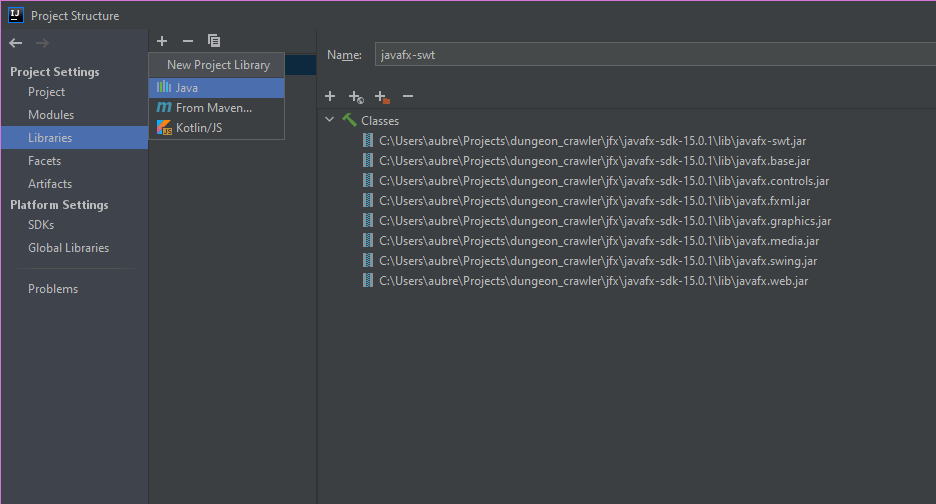 Project Structure
Project Settings
Project
Modules
Libraries
Facets
Artifacts
Platform Settings
SDKs
Global Libraries
Problems
New Project Library
Java
From Maven...
Kotlin/JS
Name: javafx-swt
Classes
C:\Users\aubre\Projects\dungeon_crawler\jfx\javafx-sdk-15.0.1\lib\javafx-swt.jar
C:\Users\aubre\Projects\dungeon_crawler\jfx\javafx-sdk-15.0.1\lib\javafx.base.jar
C:\Users\aubre\Projects\dungeon_crawler\jfx\javafx-sdk-15.0.1\lib\javafx.controls.jar
C:\Users\aubre\Projects\dungeon_crawler\jfx\javafx-sdk-15.0.1\lib\javafx.fxml.jar
C:\Users\aubre\Projects\dungeon_crawler\jfx\javafx-sdk-15.0.1\lib\javafx.graphics.jar
C:\Users\aubre\Projects\dungeon_crawler\jfx\javafx-sdk-15.0.1\lib\javafx.media.jar
C:\Users\aubre\Projects\dungeon_crawler\jfx\javafx-sdk-15.0.1\lib\javafx.swing.jar
C:\Users\aubre\Projects\dungeon_crawler\jfx\javafx-sdk-15.0.1\lib\javafx.web.jar